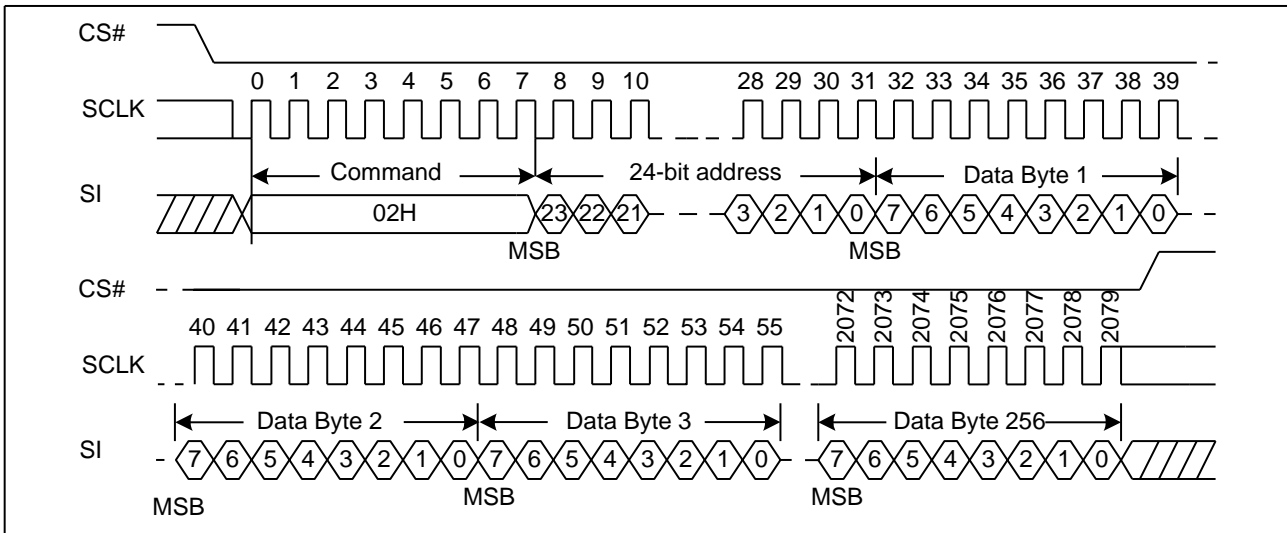 CS#
0 1 2 3 4 5 6 7 8 9 10 28 29 30 31 32 33 34 35 36 37 38 39
SCLK
Command 24-bit address Data Byte 1
SI
02H 23 22 21 3 2 1 0 7 6 5 4 3 2 1 0
MSB MSB
CS#
40 41 42 43 44 45 46 47 48 49 50 51 52 53 54 55 2072 2073 2074 2075 2076 2077 2078 2079
SCLK
Data Byte 2 Data Byte 3 Data Byte 256
SI
7 6 5 4 3 2 1 0 7 6 5 4 3 2 1 0 7 6 5 4 3 2 1 0
MSB MSB MSB